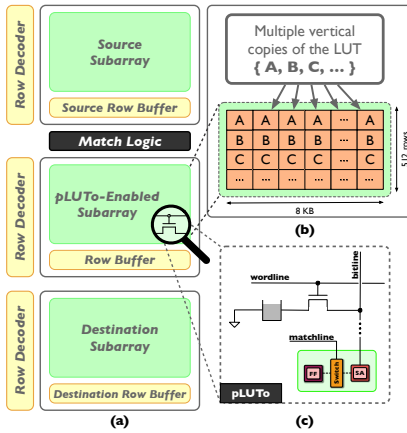 Row Decoder
Source
Subarray
Source Row Buffer
Match Logic
Row Decoder
pLUTo-Enabled
Subarray
Row Buffer
Row Decoder
Destination
Subarray
Destination Row Buffer
(a)
Multiple vertical
copies of the LUT
{ A, B, C, ... }
A A A A ... A
B B B B ... B
C C C C ... C
... ... ... ... ... ...
512 rows
8 KB
(b)
bitline
wordline
matchline
FF
Switch
SA
pLUTo
(c)